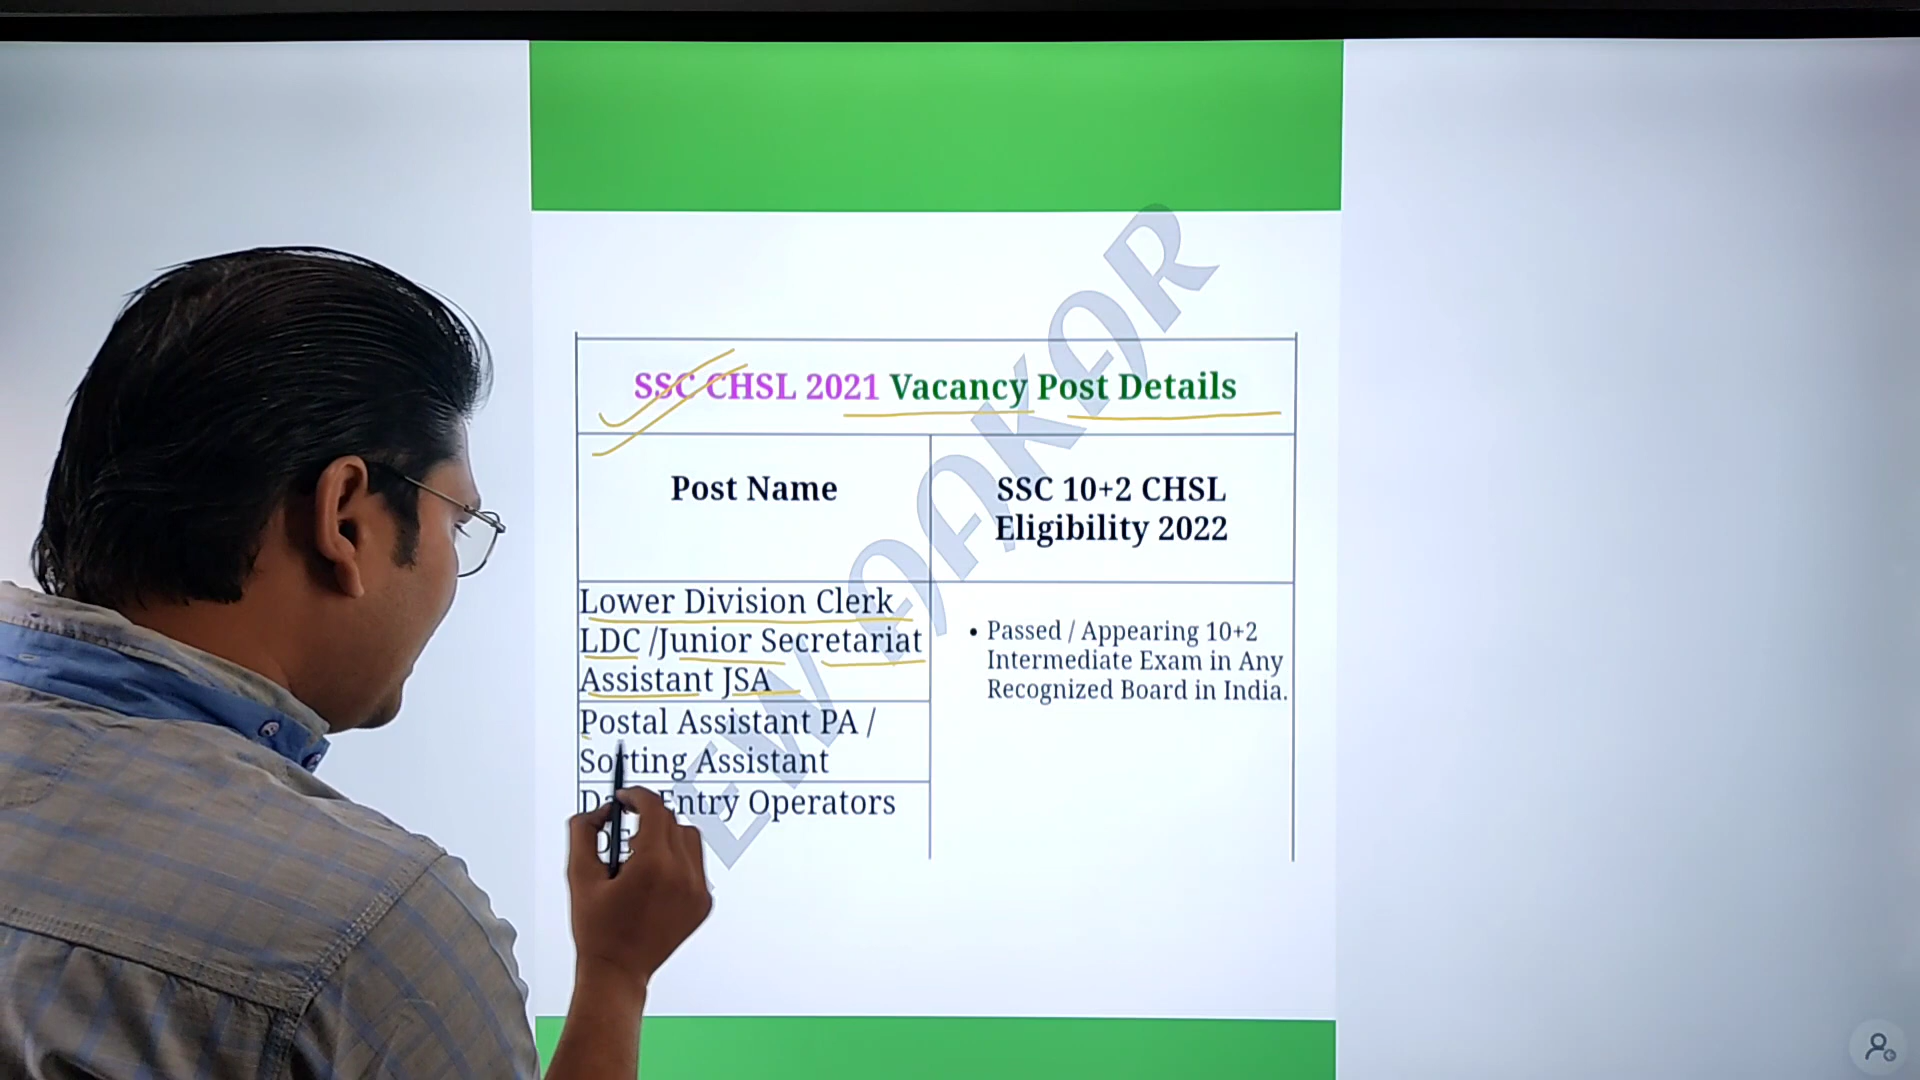 SSC CHSL 2021 Vacancy Post Details
Post Name
SSC 10+2 CHSL
Eligibility 2022
Lower Division Clerk
LDC /Junior Secretariat
Assistant JSA
• Passed / Appearing 10+2
Intermediate Exam in Any
Recognized Board in India.
Postal Assistant PA /
Sorting Assistant
Entry Operators
AAKAR